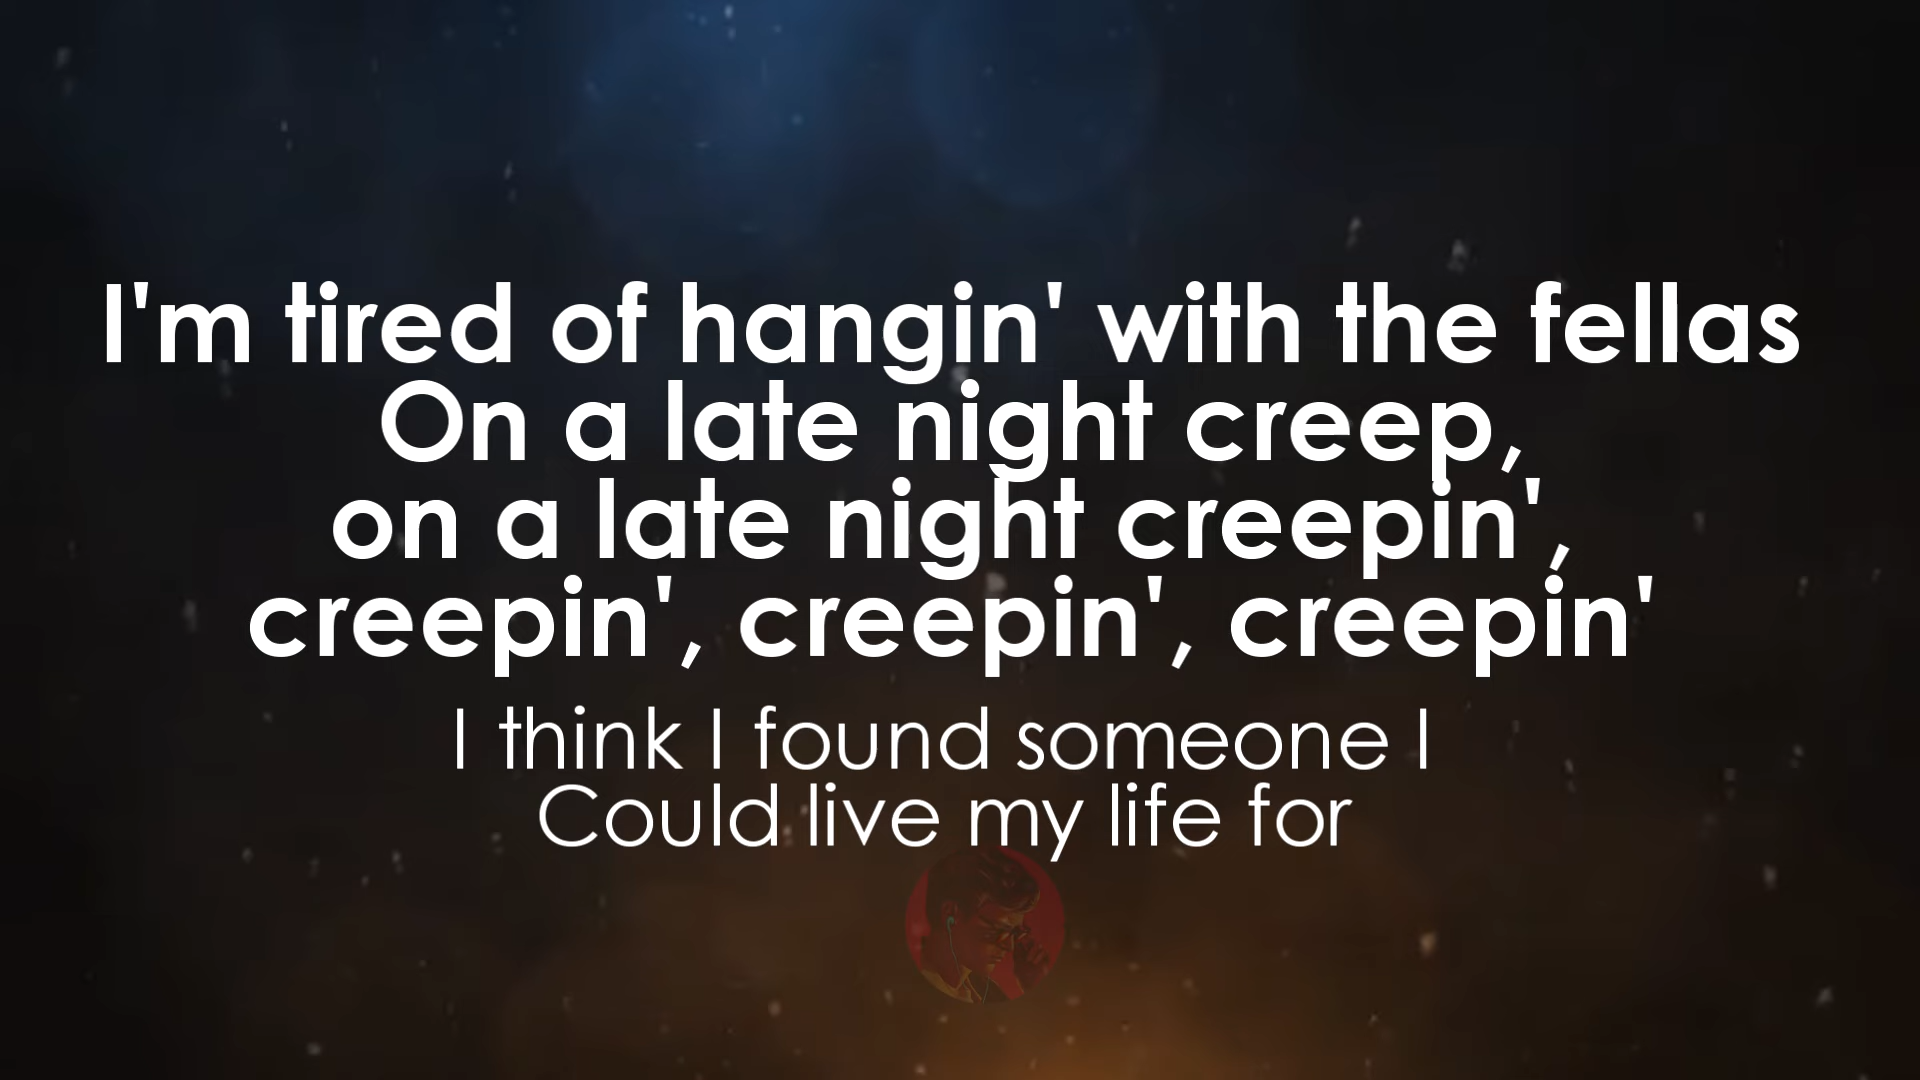 I'm tired of hangin' with the fellas
On a late night creep,
on a late night creepin',
creepin', creepin', creepin'
I think I found someone I
Could live my life for